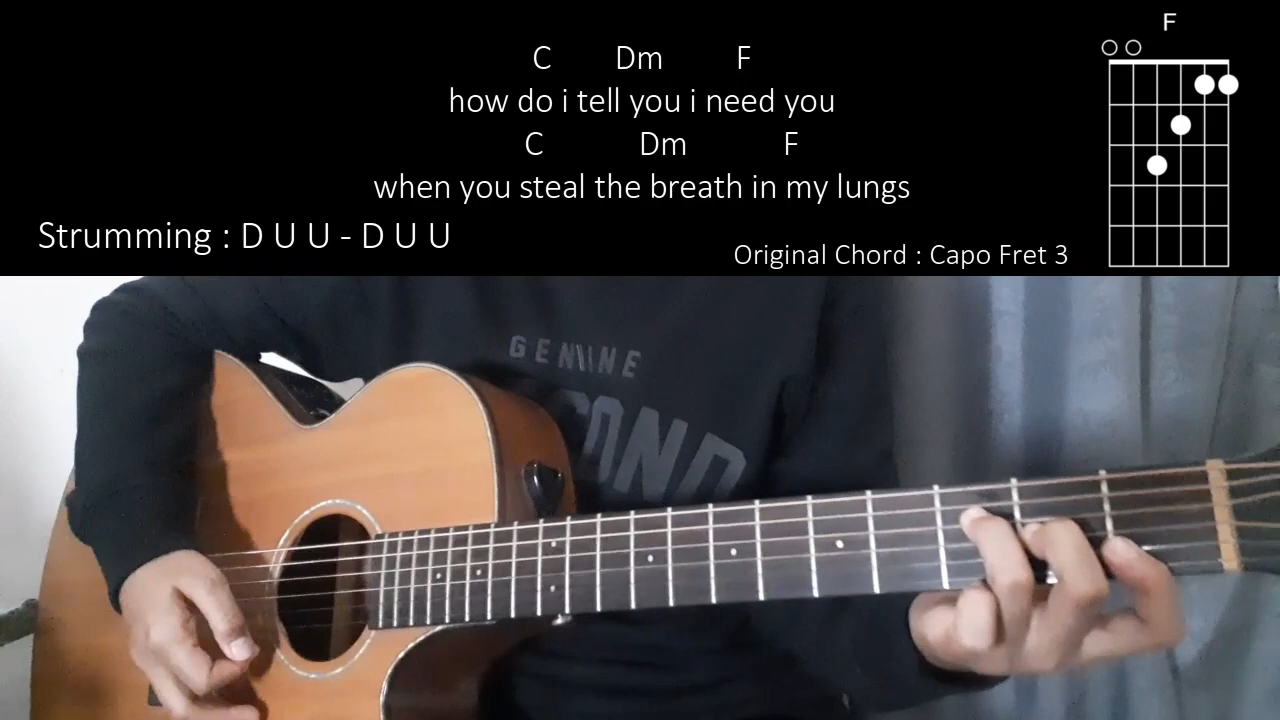 F
C Dm F
how do i tell you i need you
C Dm F
when you steal the breath in my lungs
Strumming : D U U - D U U
Original Chord : Capo Fret 3
GENUINE